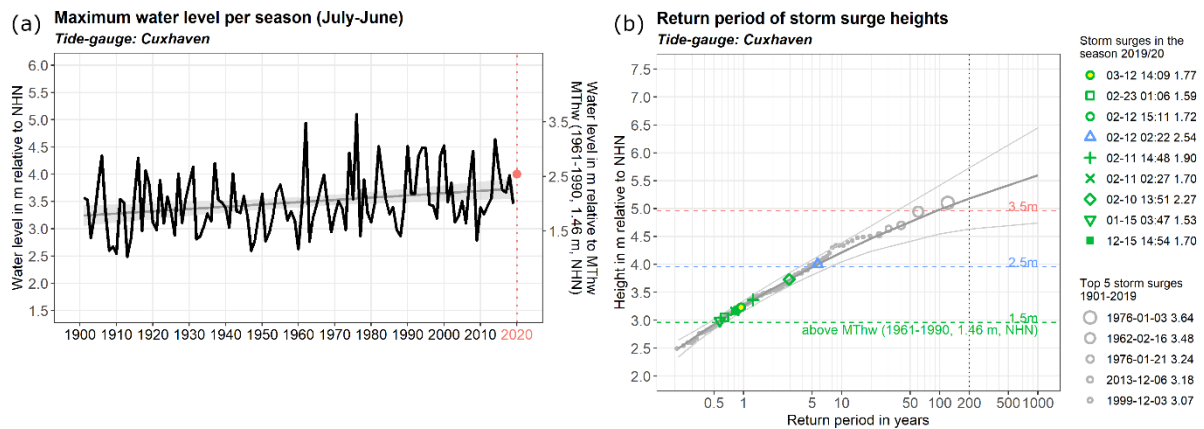 (a)
Maximum water level per season (July-June)
Tide-gauge: Cuxhaven
Water level in m relative to NHN
6.0
5.5
5.0
4.5
4.0
3.5
3.0
2.5
2.0
1.5
3.5
2.5
1.5
Water level in m relative to MThw
(1961-1990, 1.46 m, NHN)
1900 1910 1920 1930 1940 1950 1960 1970 1980 1990 2000 2010 2020
(b)
Return period of storm surge heights
Tide-gauge: Cuxhaven
Height in m relative to NHN
7.5
7.0
6.5
6.0
5.5
5.0
4.5
4.0
3.5
3.0
2.5
2.0
3.5m
2.5m
1.5m
above MThw (1961-1990, 1.46 m, NHN)
0.5 1 5 10 50 100 200 500 1000
Return period in years
Storm surges in the
season 2019/20
03-12 14:09 1.77
02-23 01:06 1.59
02-12 15:11 1.72
02-12 02:22 2.54
02-11 14:48 1.90
02-11 02:27 1.70
02-10 13:51 2.27
01-15 03:47 1.53
12-15 14:54 1.70
Top 5 storm surges
1901-2019
1976-01-03 3.64
1962-02-16 3.48
1976-01-21 3.24
2013-12-06 3.18
1999-12-03 3.07